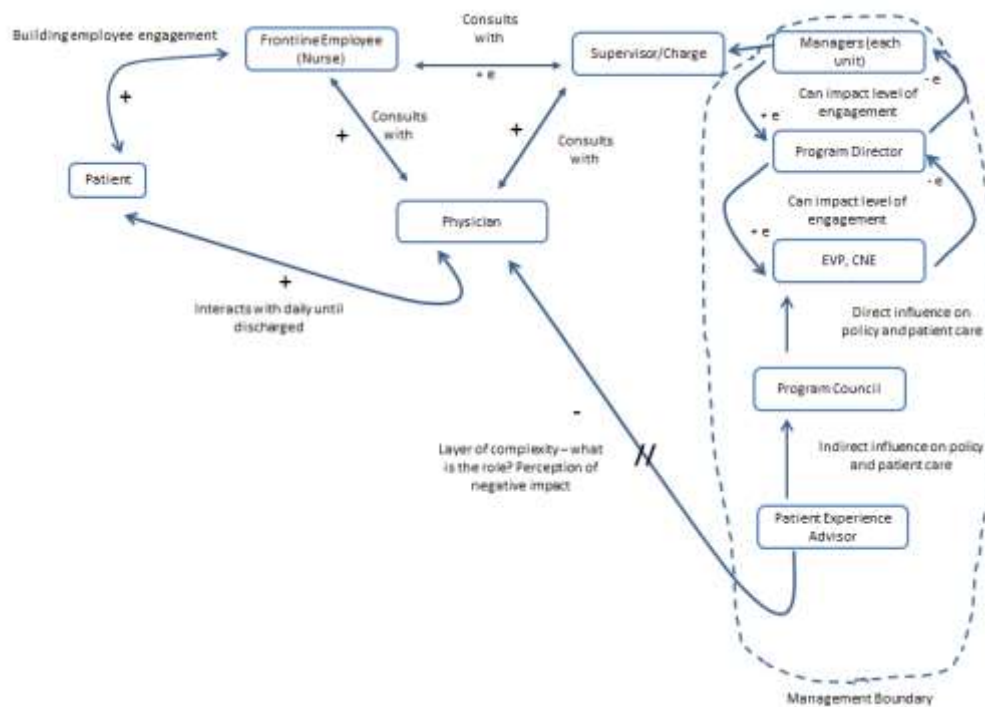 Building employee engagement
Frontline Employee
(Nurse)
Consults
with
+ e
Supervisor/Charge
Managers (each
unit)
- e
Can impact level of
engagement
+ e
Program Director
- e
Can impact level of
engagement
+ e
EVP, CNE
+
Patient
+
Consults
with
+
Consults
with
Physician
+
Interacts with daily until
discharged
Direct influence on
policy and patient care
Program Council
-
Layer of complexity – what
is the role? Perception of
negative impact
//
Indirect influence on policy
and patient care
Patient Experience
Advisor
Management Boundary